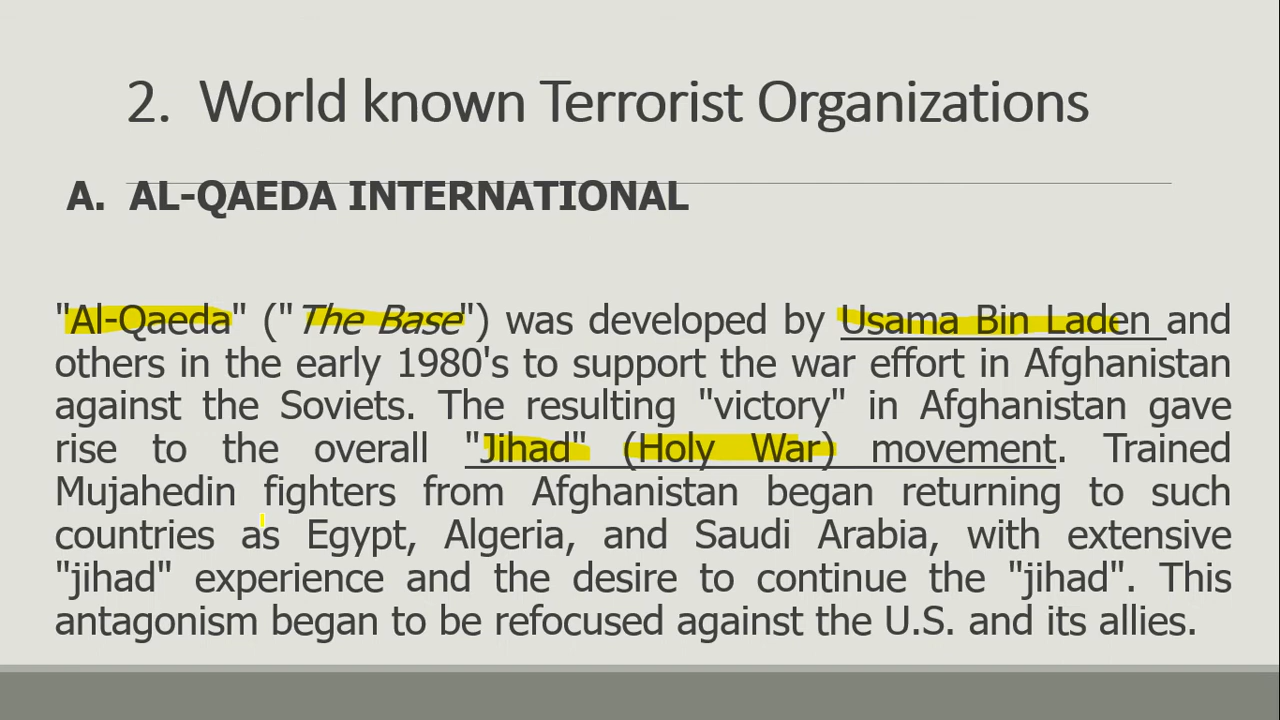 2. World known Terrorist Organizations
A. AL-QAEDA INTERNATIONAL
"Al-Qaeda" ("The Base") was developed by Usama Bin Laden and
others in the early 1980's to support the war effort in Afghanistan
against the Soviets. The resulting "victory" in Afghanistan gave
rise to the overall "Jihad" (Holy War) movement. Trained
Mujahedin fighters from Afghanistan began returning to such
countries as Egypt, Algeria, and Saudi Arabia, with extensive
"jihad" experience and the desire to continue the "jihad". This
antagonism began to be refocused against the U.S. and its allies.